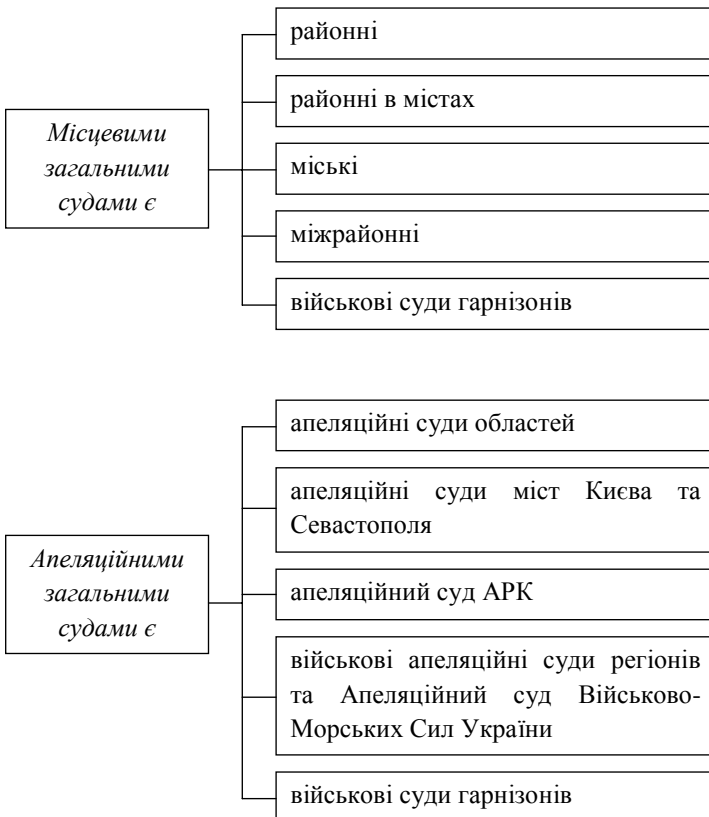 Місцевими
загальними
судами є
районні
районні в містах
міські
міжрайонні
військові суди гарнізонів
Апеляційними
загальними
судами є
апеляційні суди областей
апеляційні суди міст Києва та
Севастополя
апеляційний суд АРК
військові апеляційні суди регіонів
та Апеляційний суд Військово-
Морських Сил України
військові суди гарнізонів